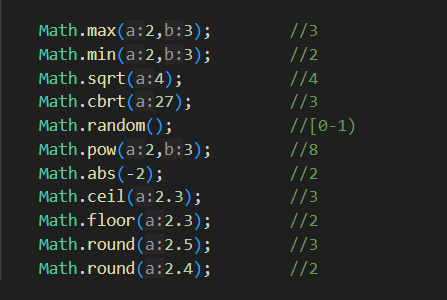 Math.max(a:2,b:3);        //3
Math.min(a:2,b:3);        //2
Math.sqrt(a:4);           //4
Math.cbrt(a:27);          //3
Math.random();            //[0-1)
Math.pow(a:2,b:3);        //8
Math.abs(-2);             //2
Math.ceil(a:2.3);         //3
Math.floor(a:2.3);        //2
Math.round(a:2.5);        //3
Math.round(a:2.4);        //2